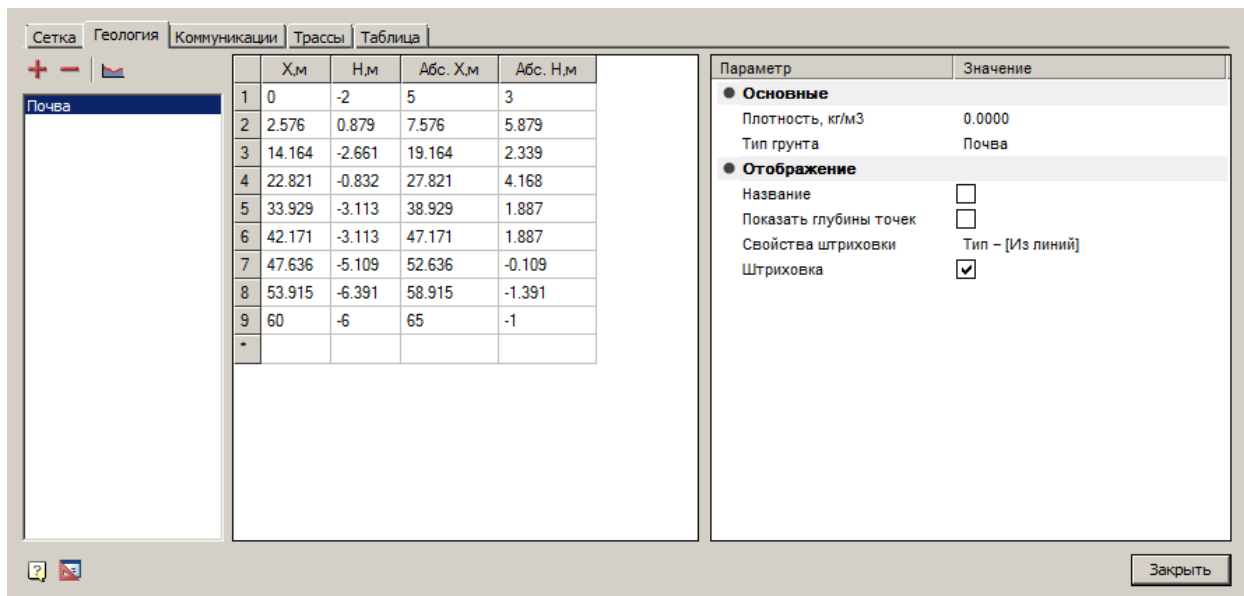 Сетка Геология Коммуникации Трассы Таблица
Почва
X,м H,м Абс. X,м Абс. H,м
1 0 -2 5 3
2 2.576 0.879 7.576 5.879
3 14.164 -2.661 19.164 2.339
4 22.821 -0.832 27.821 4.168
5 33.929 -3.113 38.929 1.887
6 42.171 -3.113 47.171 1.887
7 47.636 -5.109 52.636 -0.109
8 53.915 -6.391 58.915 -1.391
9 60 -6 65 -1
*
Параметр Значение
Основные
Плотность, кг/м3 0.0000
Тип грунта Почва
Отображение
Название
Показать глубины точек
Свойства штриховки Тип – [Из линий]
Штриховка
Закрыть